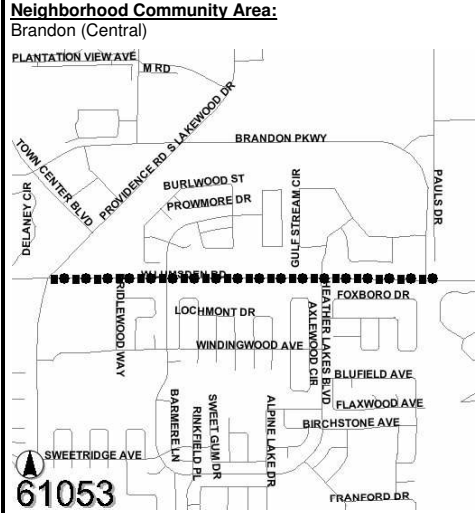 Neighborhood Community Area:
Brandon (Central)
PLANTATION VIEW AVE
M RD
PROVIDENCE RD S LAKEWOOD DR
BRANDON PKWY
TOWN CENTER BLVD
DELANEY CIR
BURLWOOD ST
PROWMORE DR
GULF STREAM CIR
PAULS DR
W LUMSDEN RD
RIDLEWOOD WAY
HEATHER LAKES BLVD
FOXBORO DR
LOCHMONT DR
AXLEWOOD CIR
WINDINGWOOD AVE
BLUFIELD AVE
BARMERE LN
RINKFIELD PL
SWEET GUM DR
ALPINE LAKE DR
FLAXWOOD AVE
BIRCHSTONE AVE
SWEETRIDGE AVE
61053
FRANFORD DR